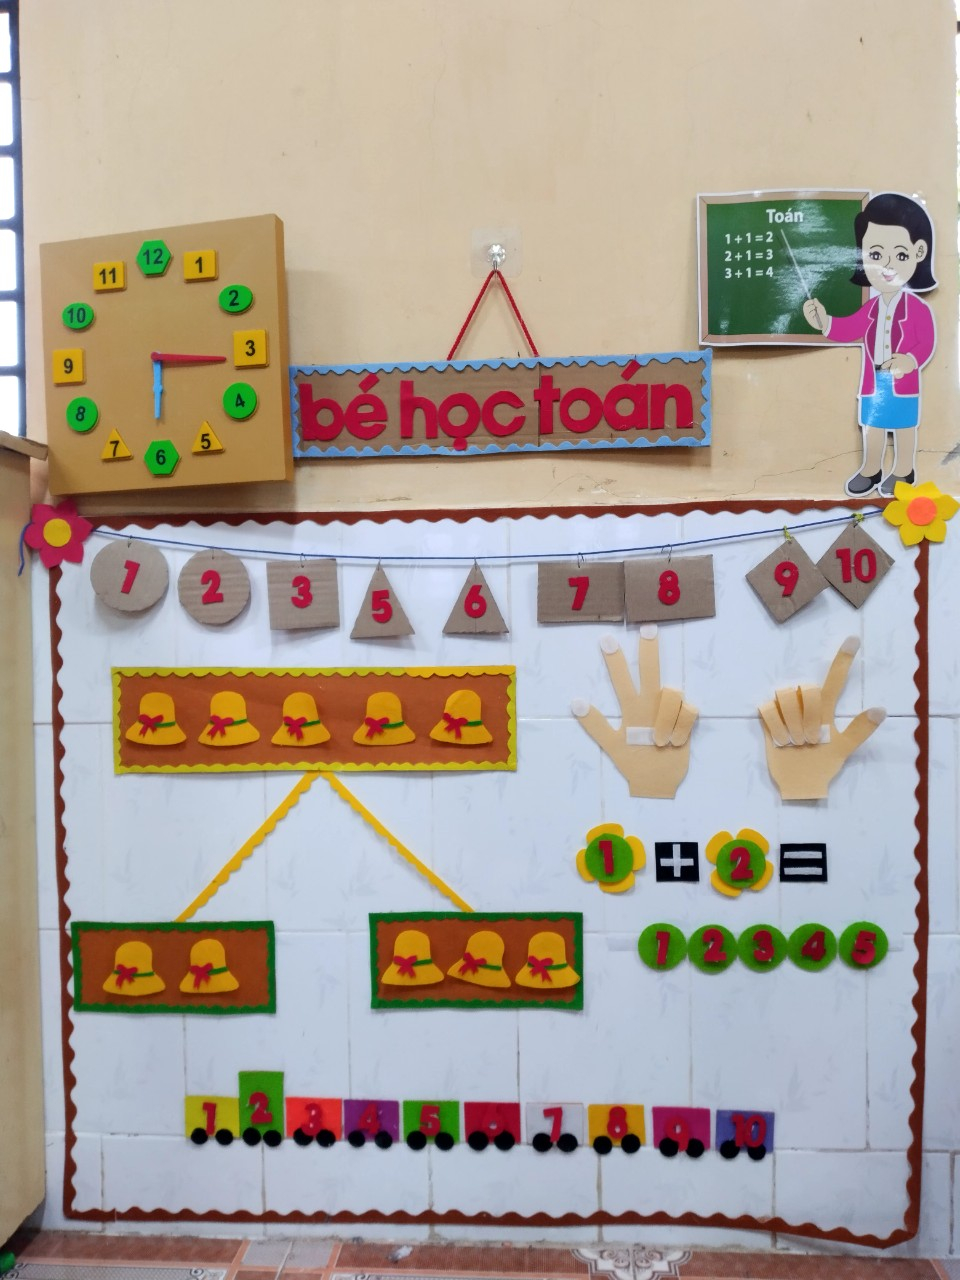 12
11 1
10 2
9 3
8 4
7 5
6
bé học toán
Toán
1 + 1 = 2
2 + 1 = 3
3 + 1 = 4
1 2 3 5 6 7 8 9 10
1 + 2 =
1 2 3 4 5
1 2 3 4 5 6 7 8 9 10